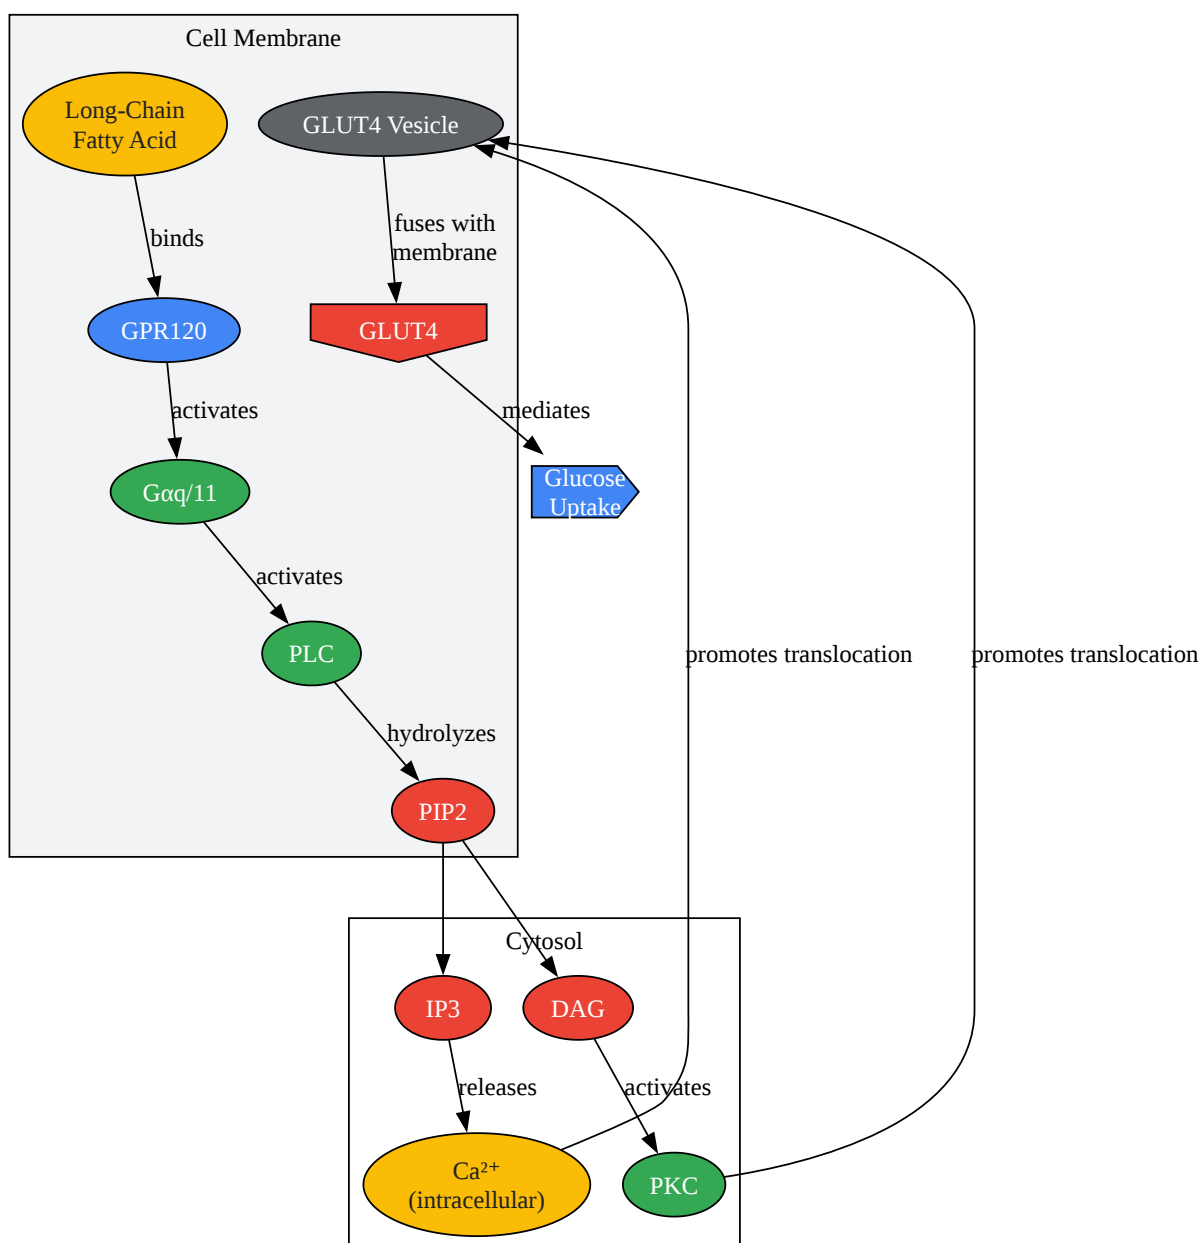 Cell Membrane
Long-Chain
Fatty Acid
GLUT4 Vesicle
fuses with
membrane
binds
GPR120
GLUT4
activates
mediates
Glucose
Uptake
Gαq/11
activates
PLC
promotes translocation
promotes translocation
hydrolyzes
PIP2
Cytosol
IP3
DAG
releases
activates
Ca²⁺
(intracellular)
PKC